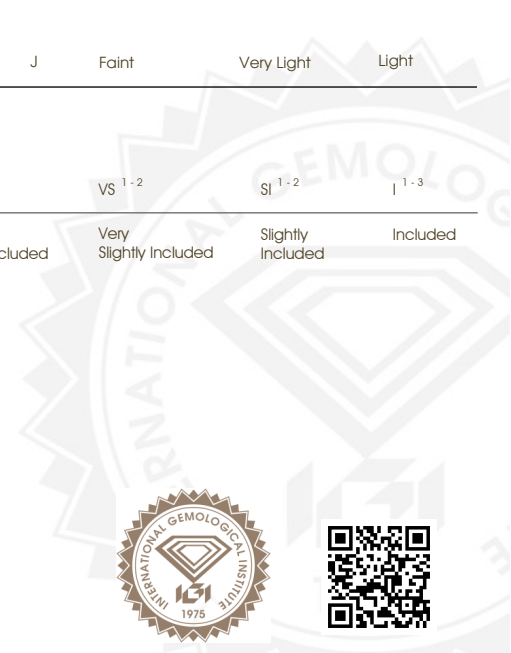 J Faint Very Light Light
VS 1 - 2 SI 1 - 2 I 1 - 3
Very Slightly Included
cluded Slightly Included Included
INTERNATIONAL GEMOLOGICAL INSTITUTE
IGI
1975